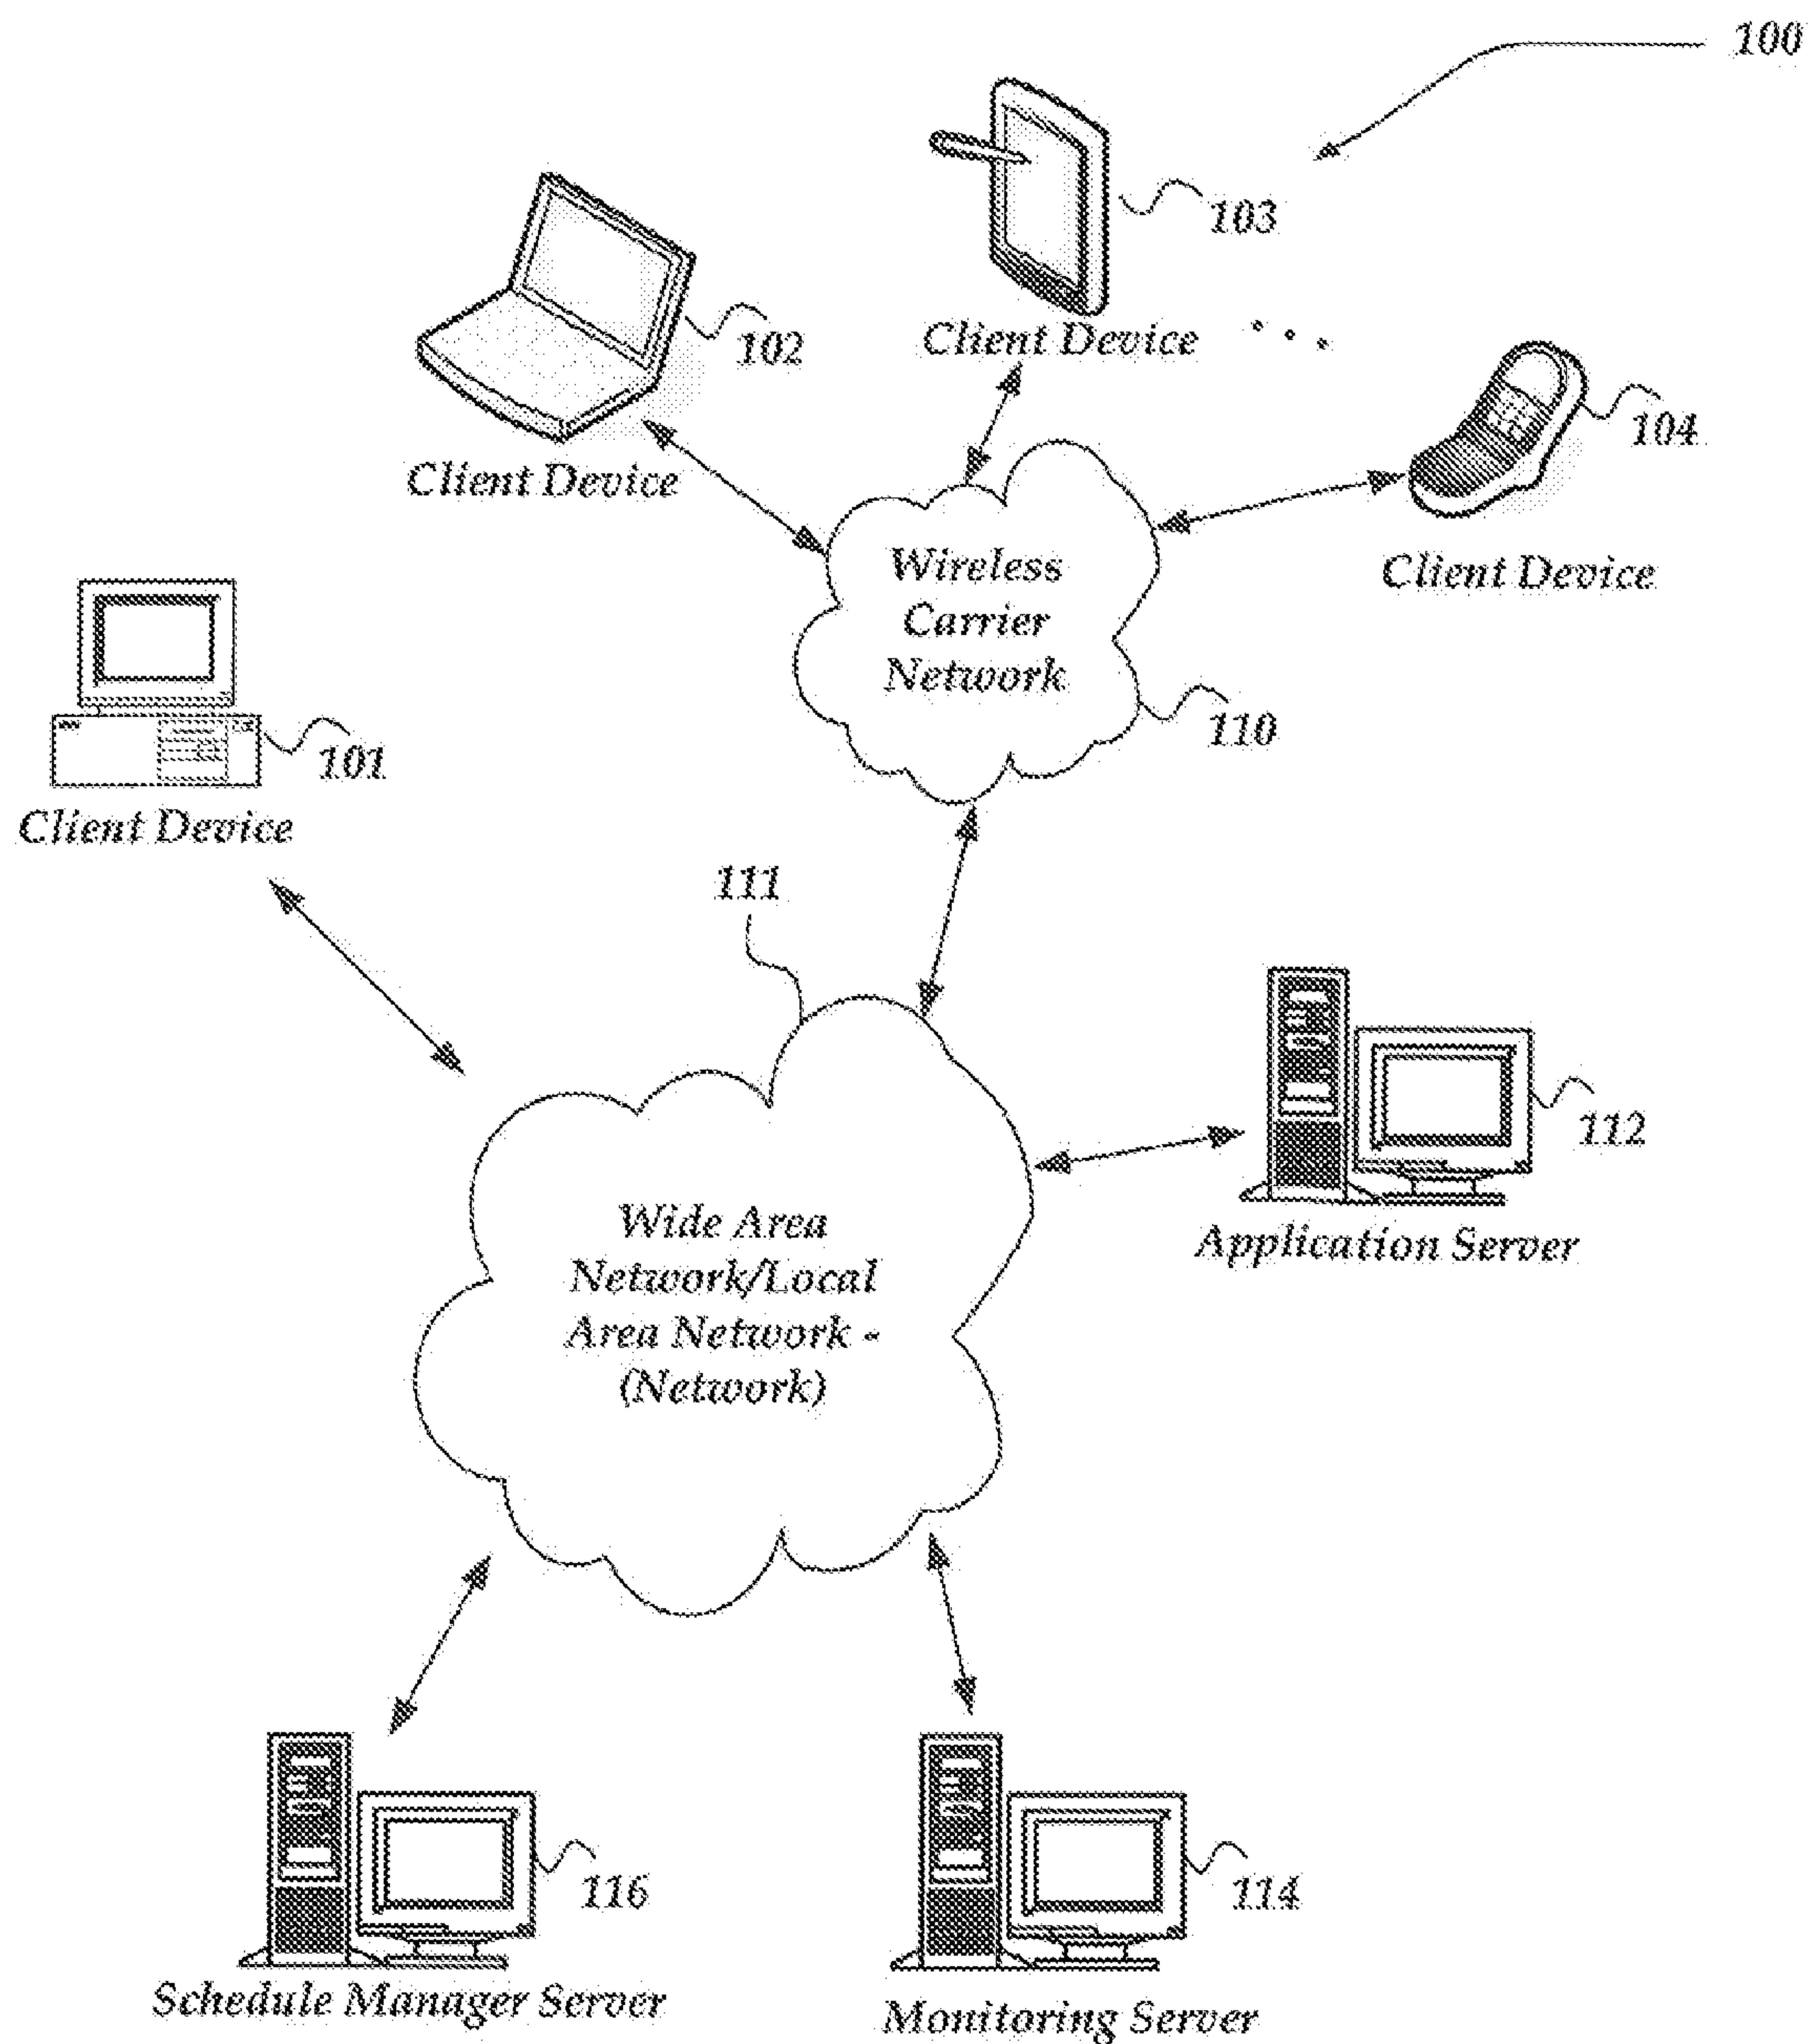 100
103
102
Client Device
104
Client Device
Client Device
Wireless
Carrier
Network
110
101
Client Device
111
112
Application Server
Wide Area
Network/Local
Area Network -
(Network)
116
Schedule Manager Server
114
Monitoring Server